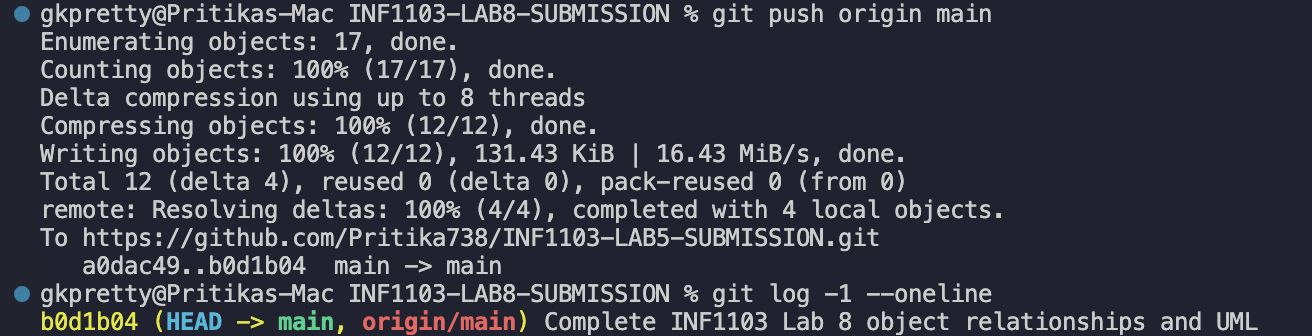 gkpretty@Pritikas-Mac INF1103-LAB8-SUBMISSION % git push origin main
Enumerating objects: 17, done.
Counting objects: 100% (17/17), done.
Delta compression using up to 8 threads
Compressing objects: 100% (12/12), done.
Writing objects: 100% (12/12), 131.43 KiB | 16.43 MiB/s, done.
Total 12 (delta 4), reused 0 (delta 0), pack-reused 0 (from 0)
remote: Resolving deltas: 100% (4/4), completed with 4 local objects.
To https://github.com/Pritika738/INF1103-LAB5-SUBMISSION.git
   a0dac49..b0d1b04  main -> main
gkpretty@Pritikas-Mac INF1103-LAB8-SUBMISSION % git log -1 --oneline
b0d1b04 (HEAD -> main, origin/main) Complete INF1103 Lab 8 object relationships and UML